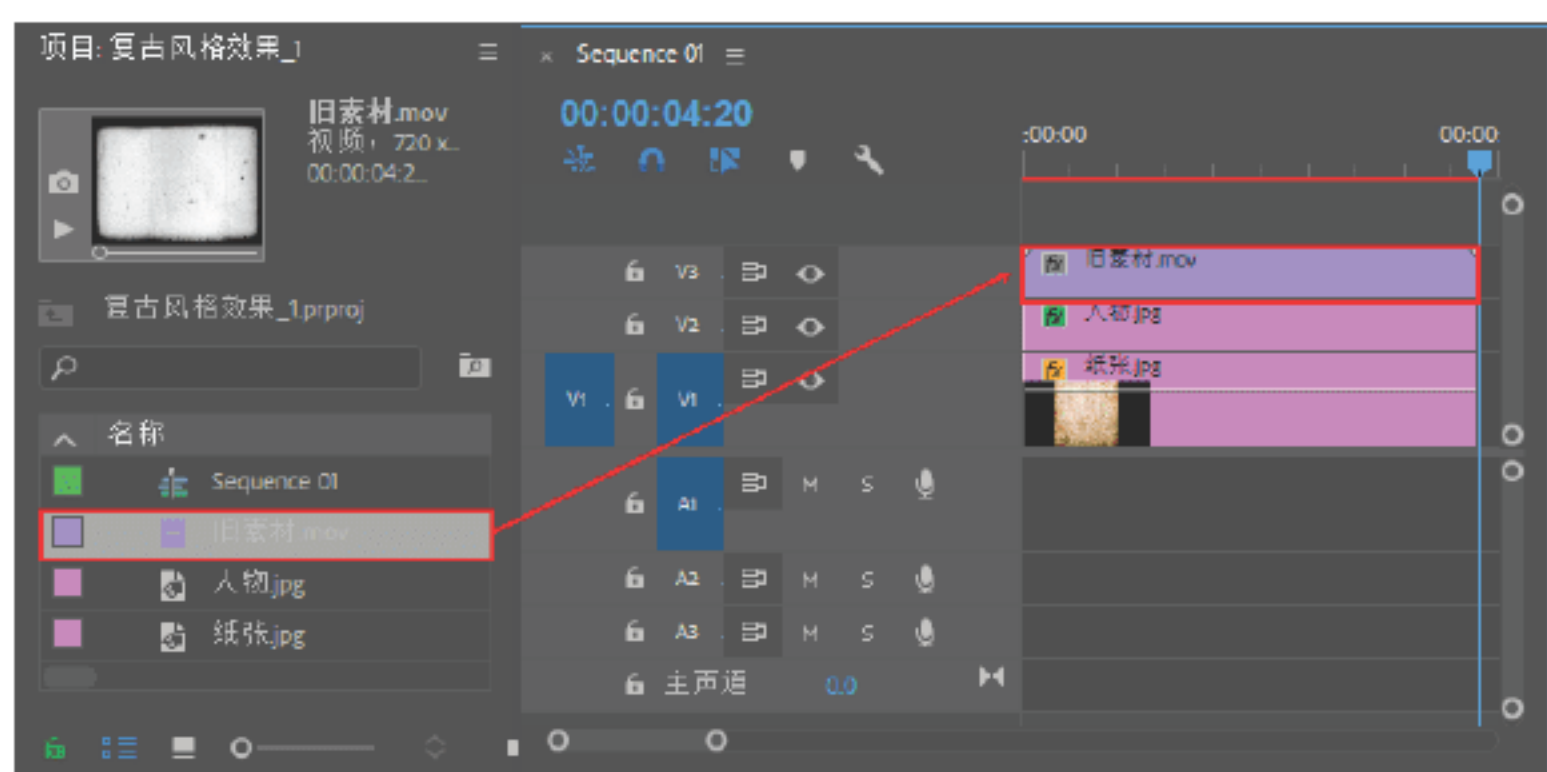 项目: 复古风格效果_1
旧素材.mov
视频, 720 x...
00:00:04:2...
复古风格效果_1.prproj
名称
Sequence 01
旧素材.mov
人物.jpg
纸张.jpg
× Sequence 01
00:00:04:20
:00:00 00:00:
V3 旧素材.mov
V2 人物.jpg
V1 V1 纸张.jpg
A1 M S
A2 M S
A3 M S
主声道 0.0
fx
fx
fx